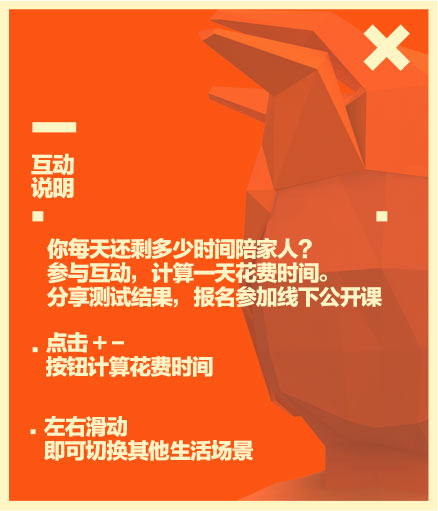 互动
说明
你每天还剩多少时间陪家人？
参与互动，计算一天花费时间。
分享测试结果，报名参加线下公开课
. 点击＋－
按钮计算花费时间
. 左右滑动
即可切换其他生活场景